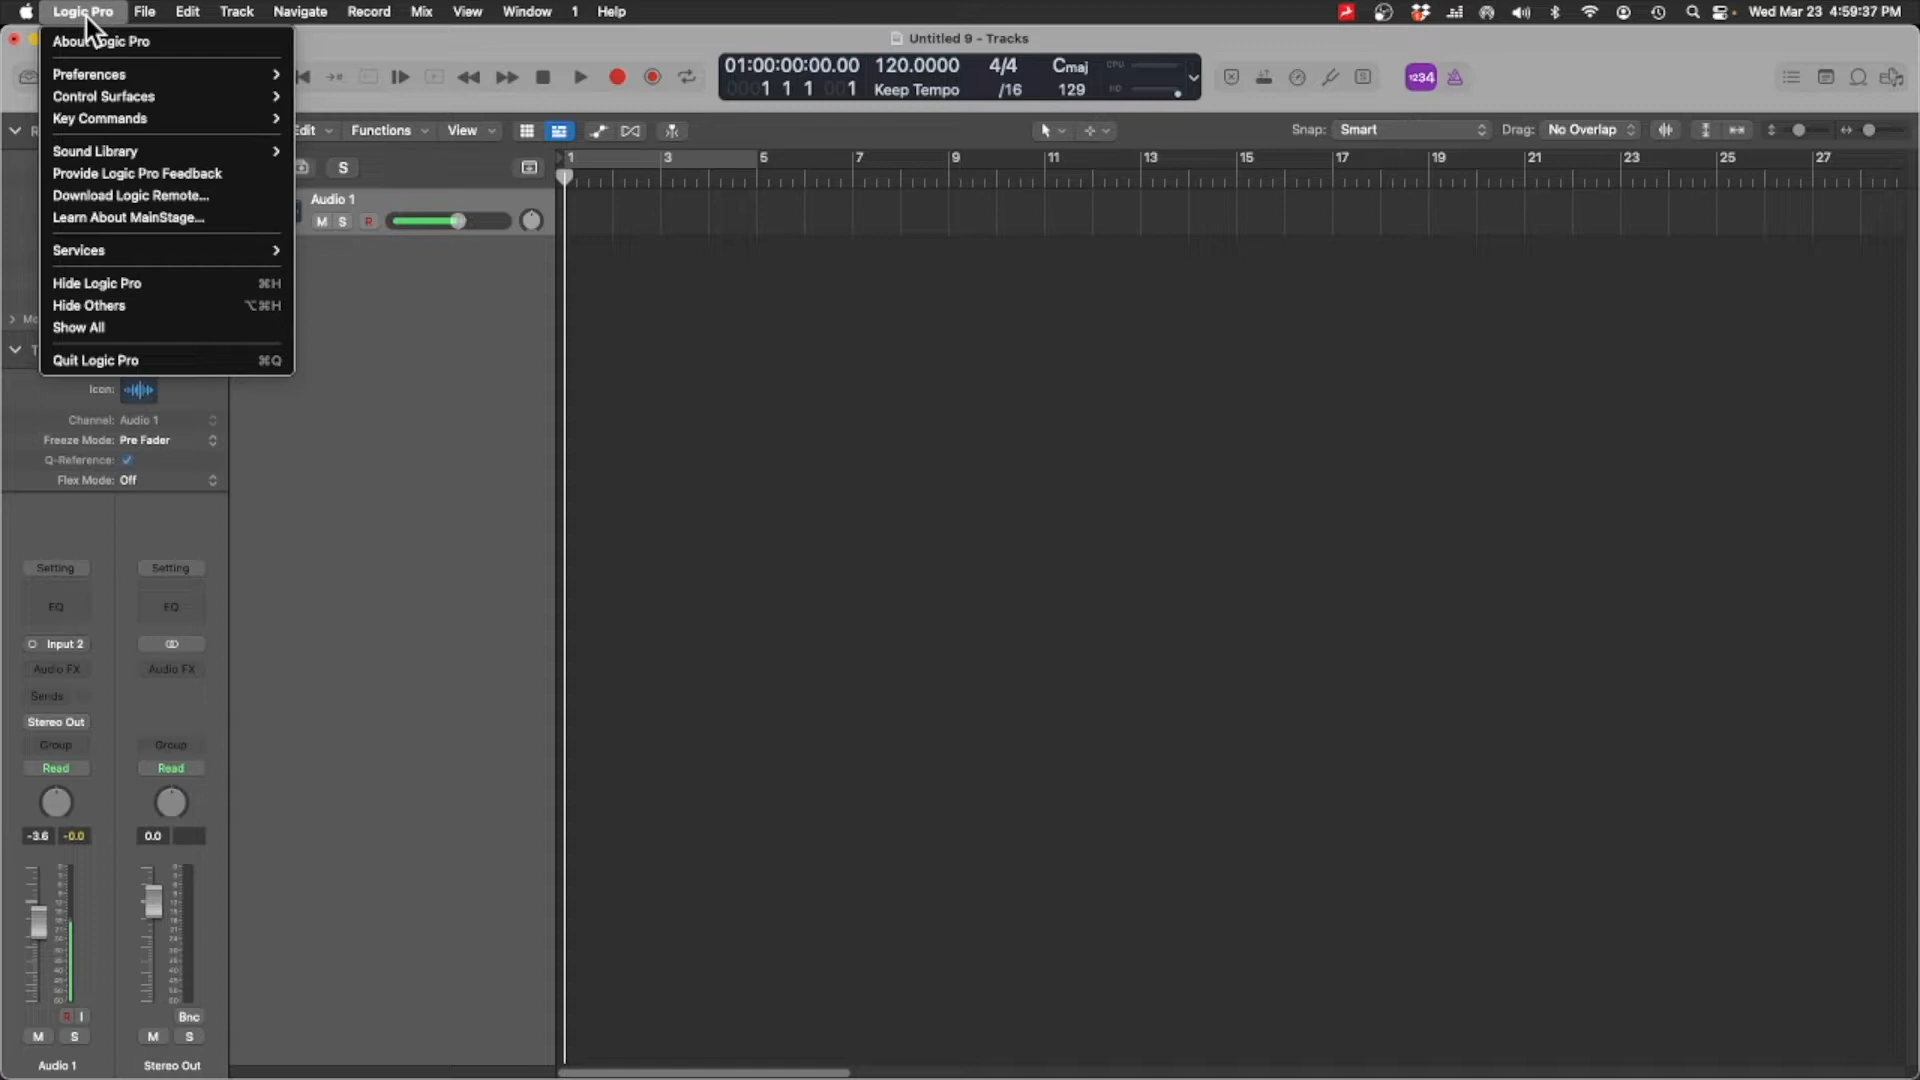 Logic Pro File Edit Track Navigate Record Mix View Window 1 Help Wed Mar 23 4:59:37 PM
About Logic Pro
Preferences
Control Surfaces
Key Commands
Sound Library
Provide Logic Pro Feedback
Download Logic Remote...
Learn About MainStage...
Services
Hide Logic Pro ⌘H
Hide Others ⌥⌘H
Show All
Quit Logic Pro ⌘Q
Untitled 9 - Tracks
01:00:00:00.00 120.0000 4/4 Cmaj CPU
0001 1 1 001 Keep Tempo /16 129 HD
1234
Functions View Snap: Smart Drag: No Overlap
S 1 3 5 7 9 11 13 15 17 19 21 23 25 27
Audio 1
M S R
Icon:
Channel: Audio 1
Freeze Mode: Pre Fader
Q-Reference:
Flex Mode: Off
Setting Setting
EQ EQ
Input 2
Audio FX Audio FX
Sends
Stereo Out
Group Group
Read Read
-3.6 -0.0 0.0
R I Bnc
M S M S
Audio 1 Stereo Out